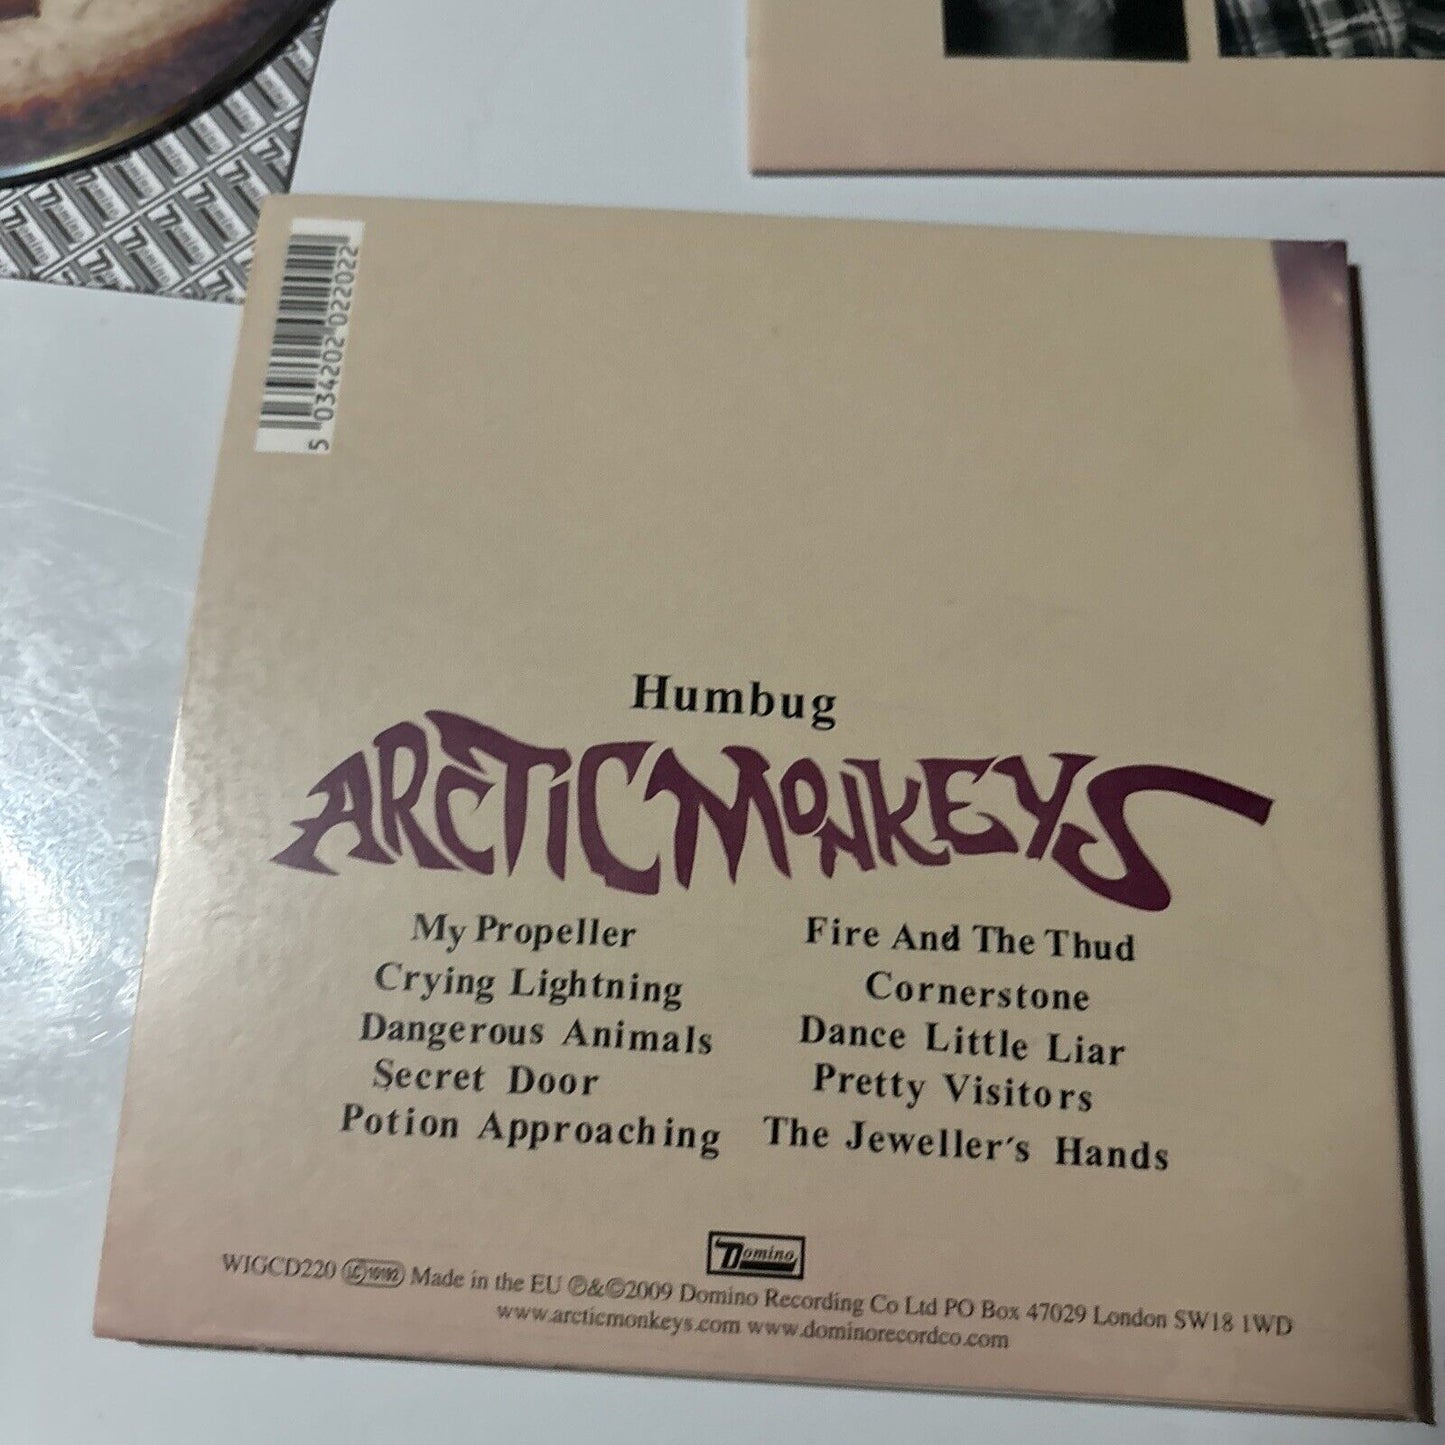 5 034202 022022
Humbug
ARCTIC MONKEYS
My Propeller
Crying Lightning
Dangerous Animals
Secret Door
Potion Approaching
Fire And The Thud
Cornerstone
Dance Little Liar
Pretty Visitors
The Jeweller's Hands
Domino
WIGCD220 LC 10192 Made in the EU ℗&©2009 Domino Recording Co Ltd PO Box 47029 London SW18 1WD
www.arcticmonkeys.com www.dominorecordco.com